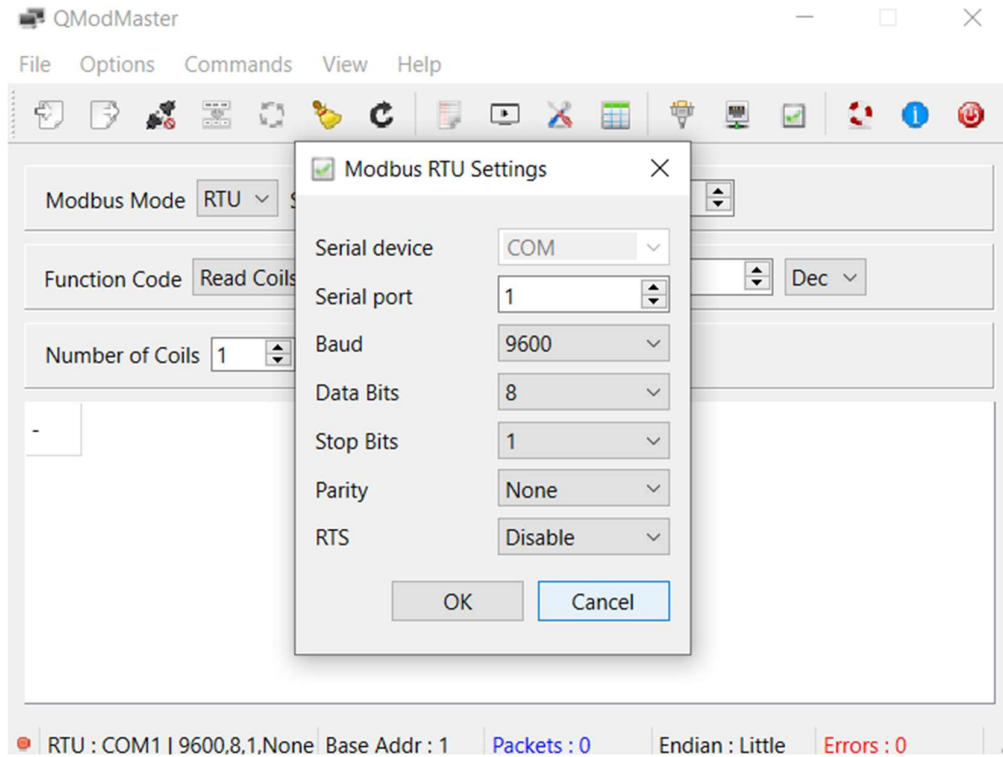 QModMaster
File Options Commands View Help
Modbus RTU Settings
Modbus Mode RTU
Serial device COM
Function Code Read Coils Dec
Serial port 1
Number of Coils 1
Baud 9600
Data Bits 8
-
Stop Bits 1
Parity None
RTS Disable
OK Cancel
RTU : COM1 | 9600,8,1,None Base Addr : 1 Packets : 0 Endian : Little Errors : 0